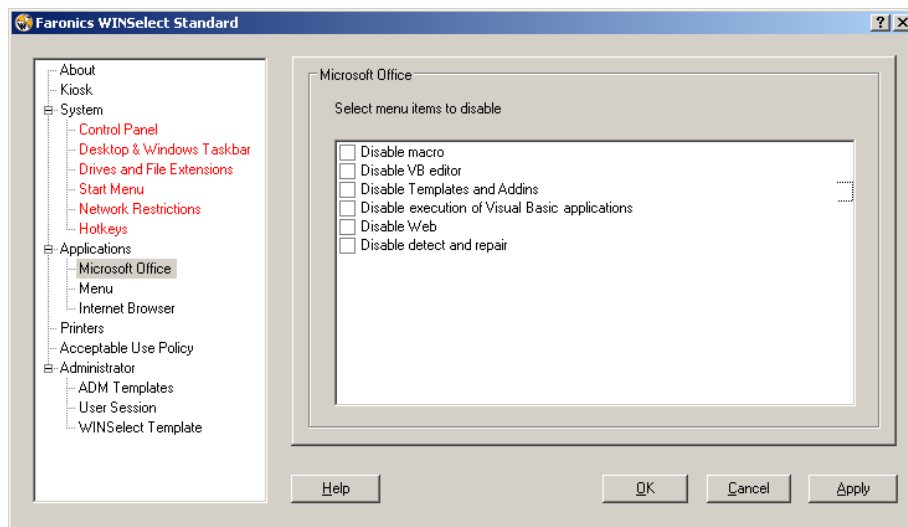 Faronics WINSelect Standard
About
Kiosk
System
Control Panel
Desktop & Windows Taskbar
Drives and File Extensions
Start Menu
Network Restrictions
Hotkeys
Applications
Microsoft Office
Menu
Internet Browser
Printers
Acceptable Use Policy
Administrator
ADM Templates
User Session
WINSelect Template
Microsoft Office
Select menu items to disable
Disable macro
Disable VB editor
Disable Templates and Addins
Disable execution of Visual Basic applications
Disable Web
Disable detect and repair
Help
OK
Cancel
Apply